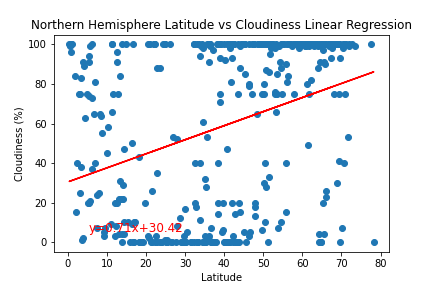 Northern Hemisphere Latitude vs Cloudiness Linear Regression
100
80
60
40
20
0
Cloudiness (%)
y=0.71x+30.42
0 10 20 30 40 50 60 70 80
Latitude